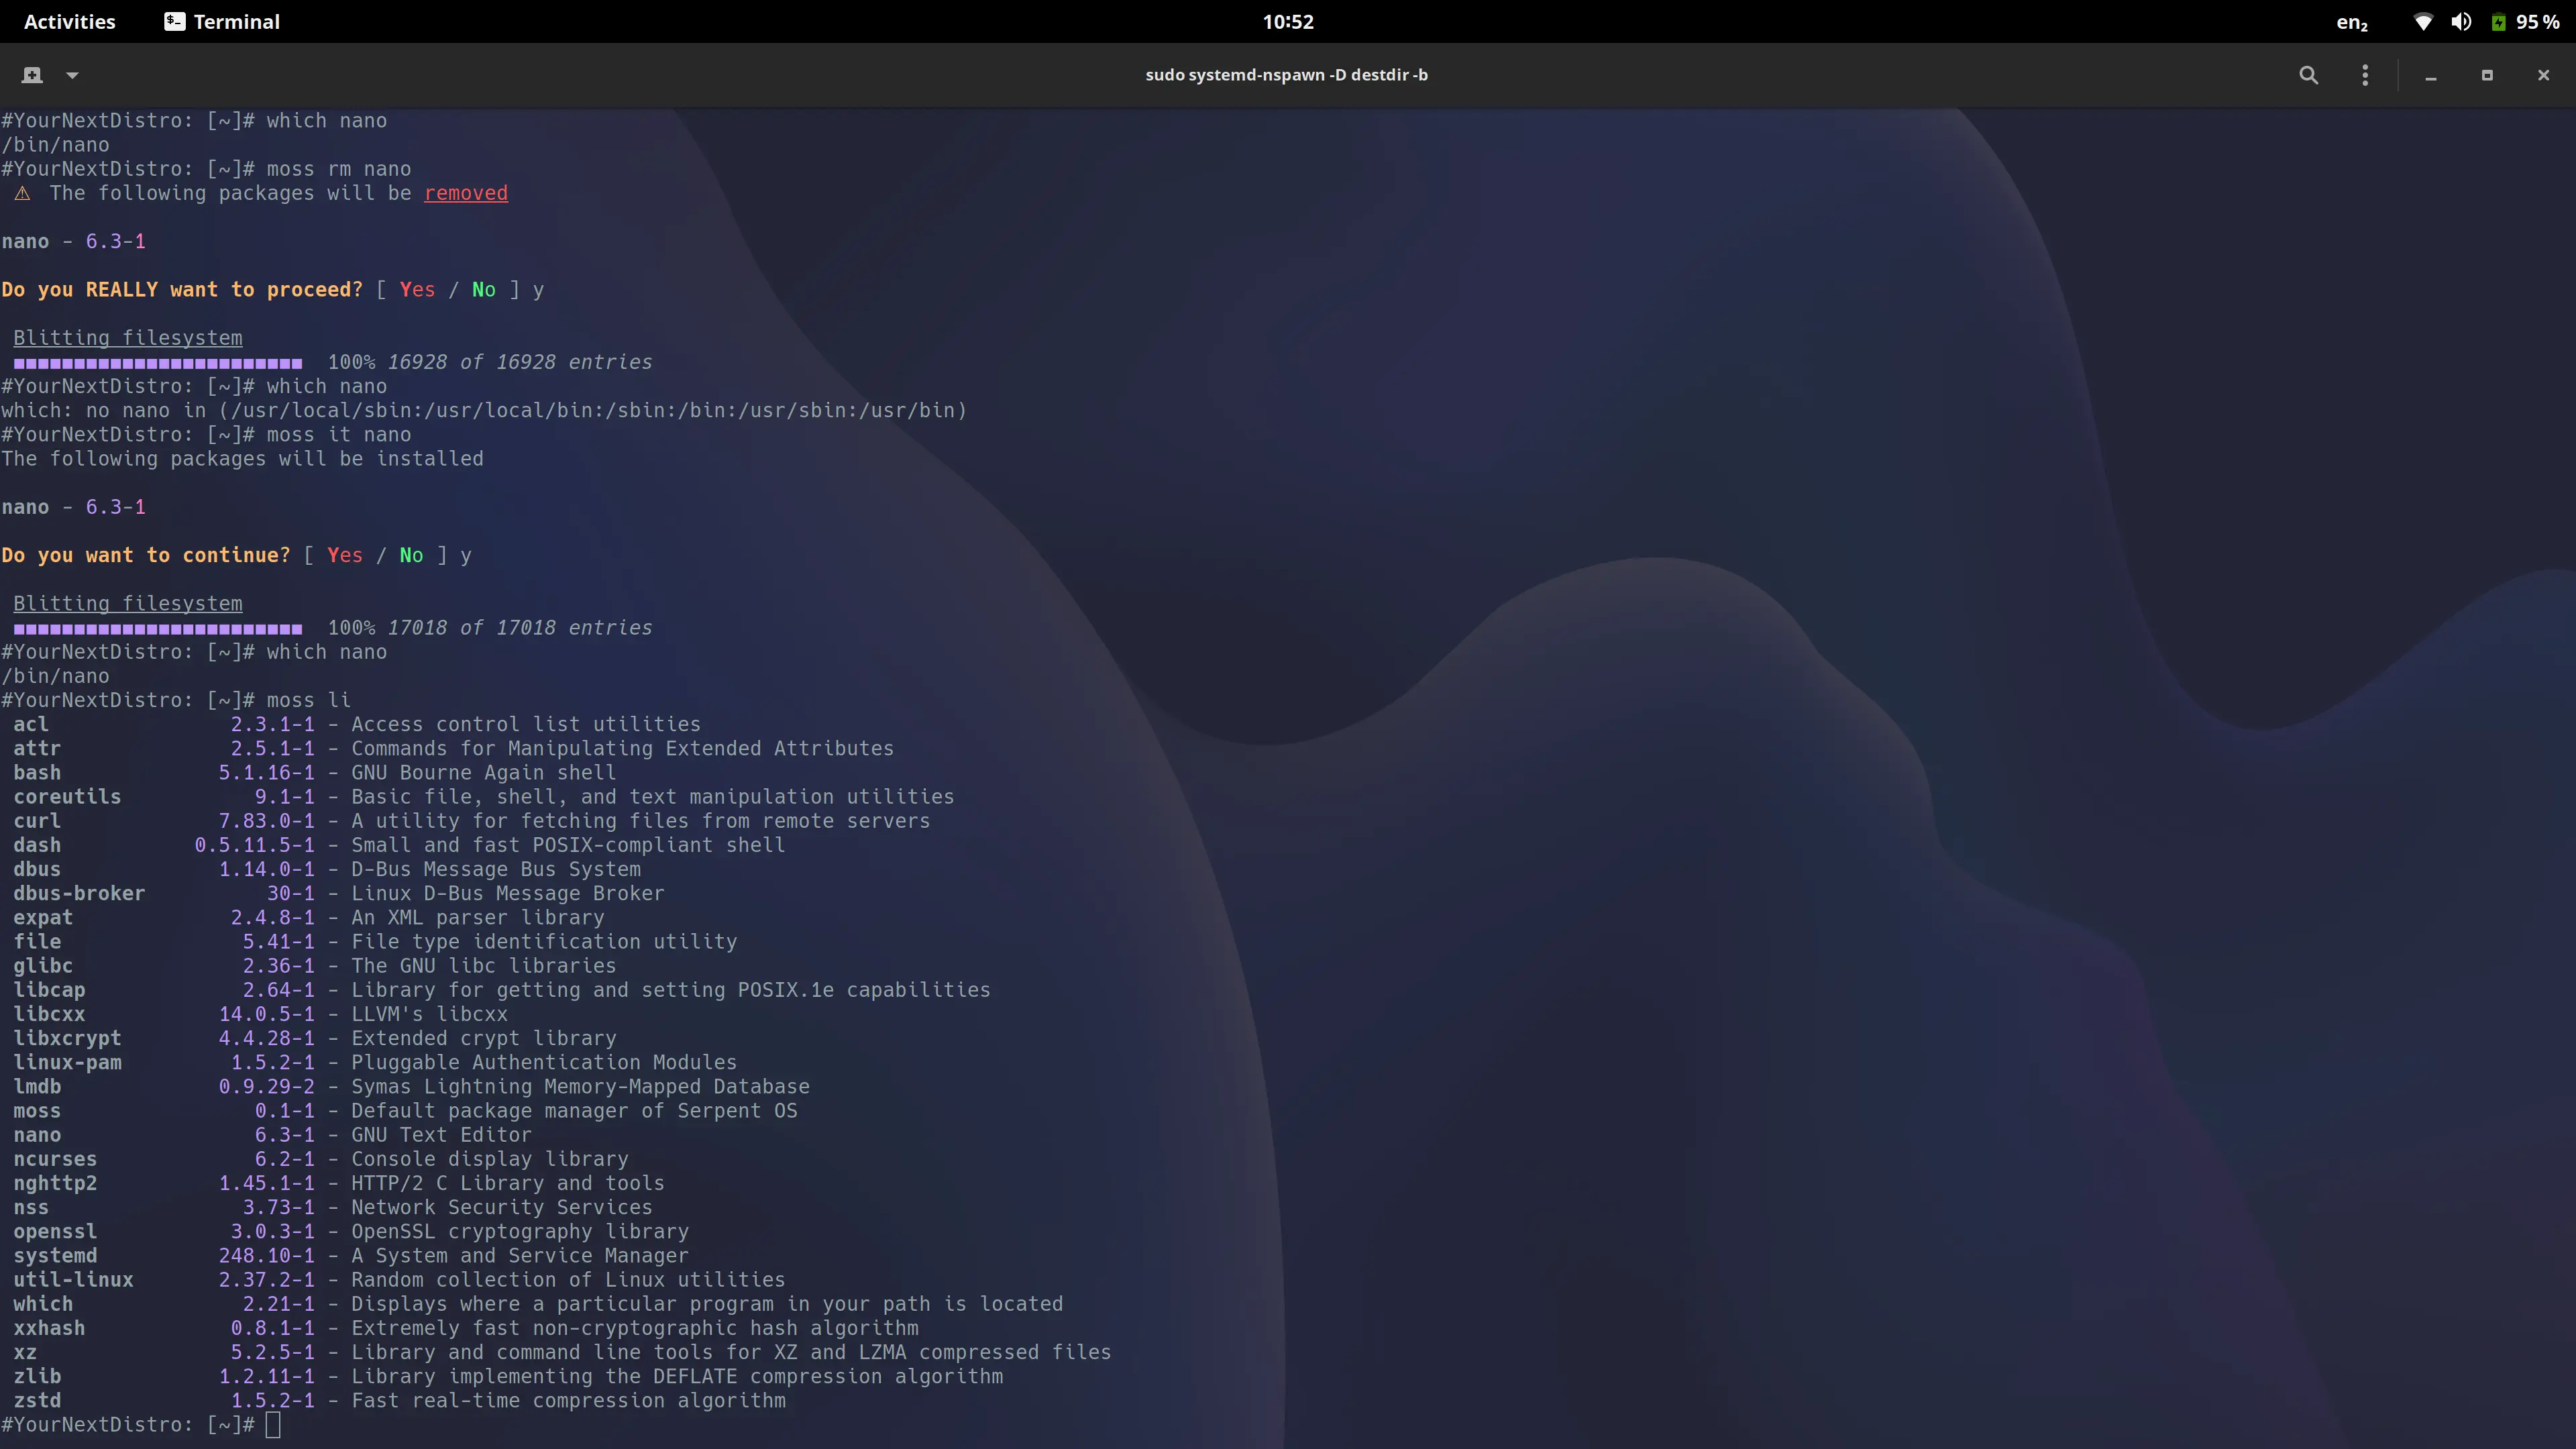 Activities Terminal 10:52 en₂ 95 %
sudo systemd-nspawn -D destdir -b
#YourNextDistro: [~]# which nano
/bin/nano
#YourNextDistro: [~]# moss rm nano
⚠ The following packages will be removed
nano - 6.3-1
Do you REALLY want to proceed? [ Yes / No ] y
Blitting filesystem
■■■■■■■■■■■■■■■■■■■■■■■■ 100% 16928 of 16928 entries
#YourNextDistro: [~]# which nano
which: no nano in (/usr/local/sbin:/usr/local/bin:/sbin:/bin:/usr/sbin:/usr/bin)
#YourNextDistro: [~]# moss it nano
The following packages will be installed
nano - 6.3-1
Do you want to continue? [ Yes / No ] y
Blitting filesystem
■■■■■■■■■■■■■■■■■■■■■■■■ 100% 17018 of 17018 entries
#YourNextDistro: [~]# which nano
/bin/nano
#YourNextDistro: [~]# moss li
acl 2.3.1-1 - Access control list utilities
attr 2.5.1-1 - Commands for Manipulating Extended Attributes
bash 5.1.16-1 - GNU Bourne Again shell
coreutils 9.1-1 - Basic file, shell, and text manipulation utilities
curl 7.83.0-1 - A utility for fetching files from remote servers
dash 0.5.11.5-1 - Small and fast POSIX-compliant shell
dbus 1.14.0-1 - D-Bus Message Bus System
dbus-broker 30-1 - Linux D-Bus Message Broker
expat 2.4.8-1 - An XML parser library
file 5.41-1 - File type identification utility
glibc 2.36-1 - The GNU libc libraries
libcap 2.64-1 - Library for getting and setting POSIX.1e capabilities
libcxx 14.0.5-1 - LLVM's libcxx
libxcrypt 4.4.28-1 - Extended crypt library
linux-pam 1.5.2-1 - Pluggable Authentication Modules
lmdb 0.9.29-2 - Symas Lightning Memory-Mapped Database
moss 0.1-1 - Default package manager of Serpent OS
nano 6.3-1 - GNU Text Editor
ncurses 6.2-1 - Console display library
nghttp2 1.45.1-1 - HTTP/2 C Library and tools
nss 3.73-1 - Network Security Services
openssl 3.0.3-1 - OpenSSL cryptography library
systemd 248.10-1 - A System and Service Manager
util-linux 2.37.2-1 - Random collection of Linux utilities
which 2.21-1 - Displays where a particular program in your path is located
xxhash 0.8.1-1 - Extremely fast non-cryptographic hash algorithm
xz 5.2.5-1 - Library and command line tools for XZ and LZMA compressed files
zlib 1.2.11-1 - Library implementing the DEFLATE compression algorithm
zstd 1.5.2-1 - Fast real-time compression algorithm
#YourNextDistro: [~]#